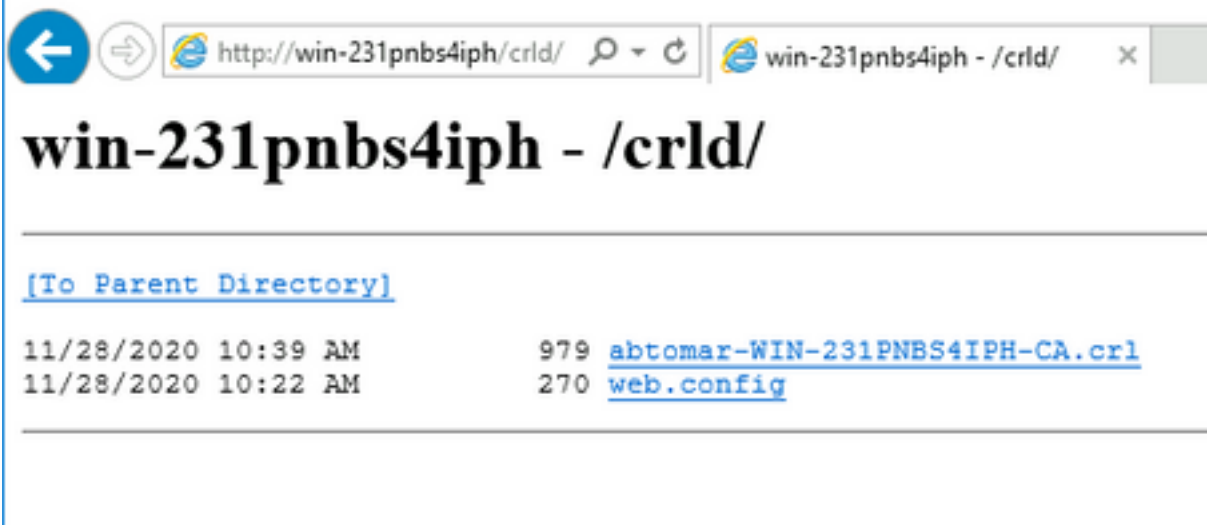 http://win-231pnbs4iph/crld/ win-231pnbs4iph - /crld/
win-231pnbs4iph - /crld/
[To Parent Directory]
11/28/2020 10:39 AM 979 abtomar-WIN-231PNBS4IPH-CA.crl
11/28/2020 10:22 AM 270 web.config